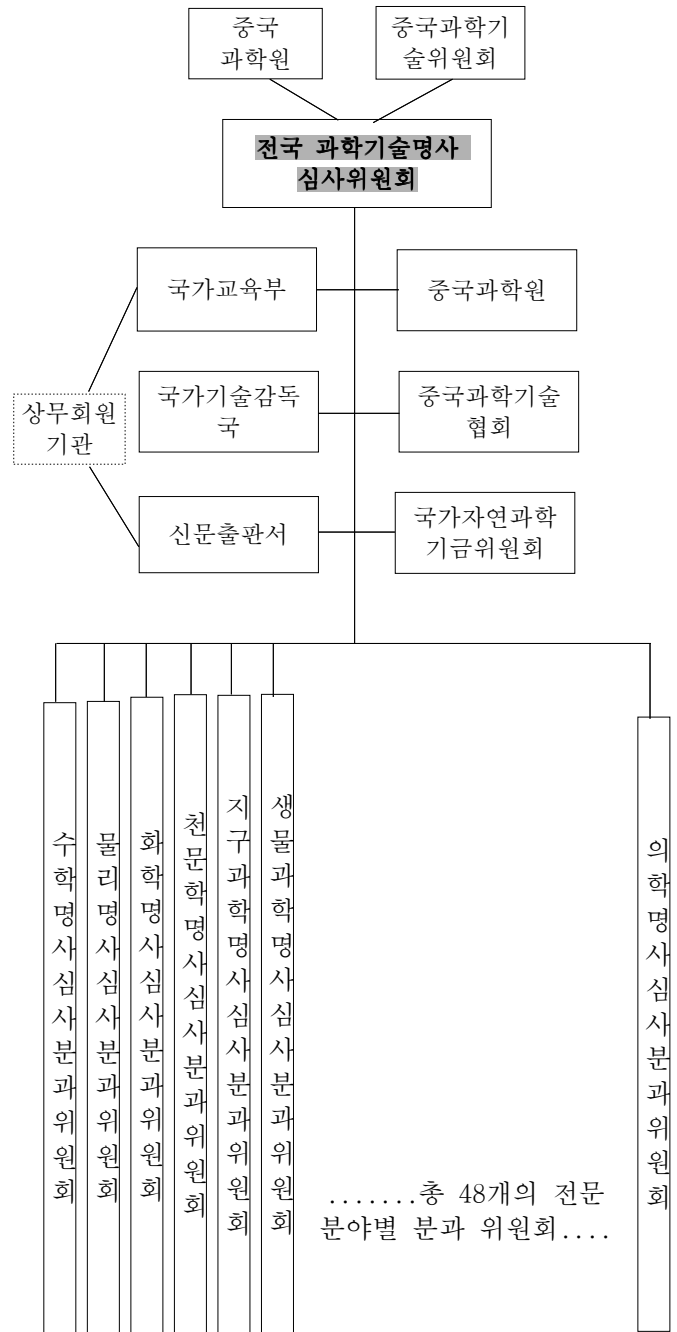 중국
과학원
중국과학기
술위원회
전국 과학기술명사
심사위원회
국가교육부
중국과학원
상무회원
기관
국가기술감독
국
중국과학기술
협회
신문출판서
국가자연과학
기금위원회
수학명사심사분과위원회
물리명사심사분과위원회
화학명사심사분과위원회
천문학명사심사분과위원회
지구과학명사심사분과위원회
생물과학명사심사분과위원회
.......총 48개의 전문
분야별 분과 위원회....
의학명사심사분과위원회